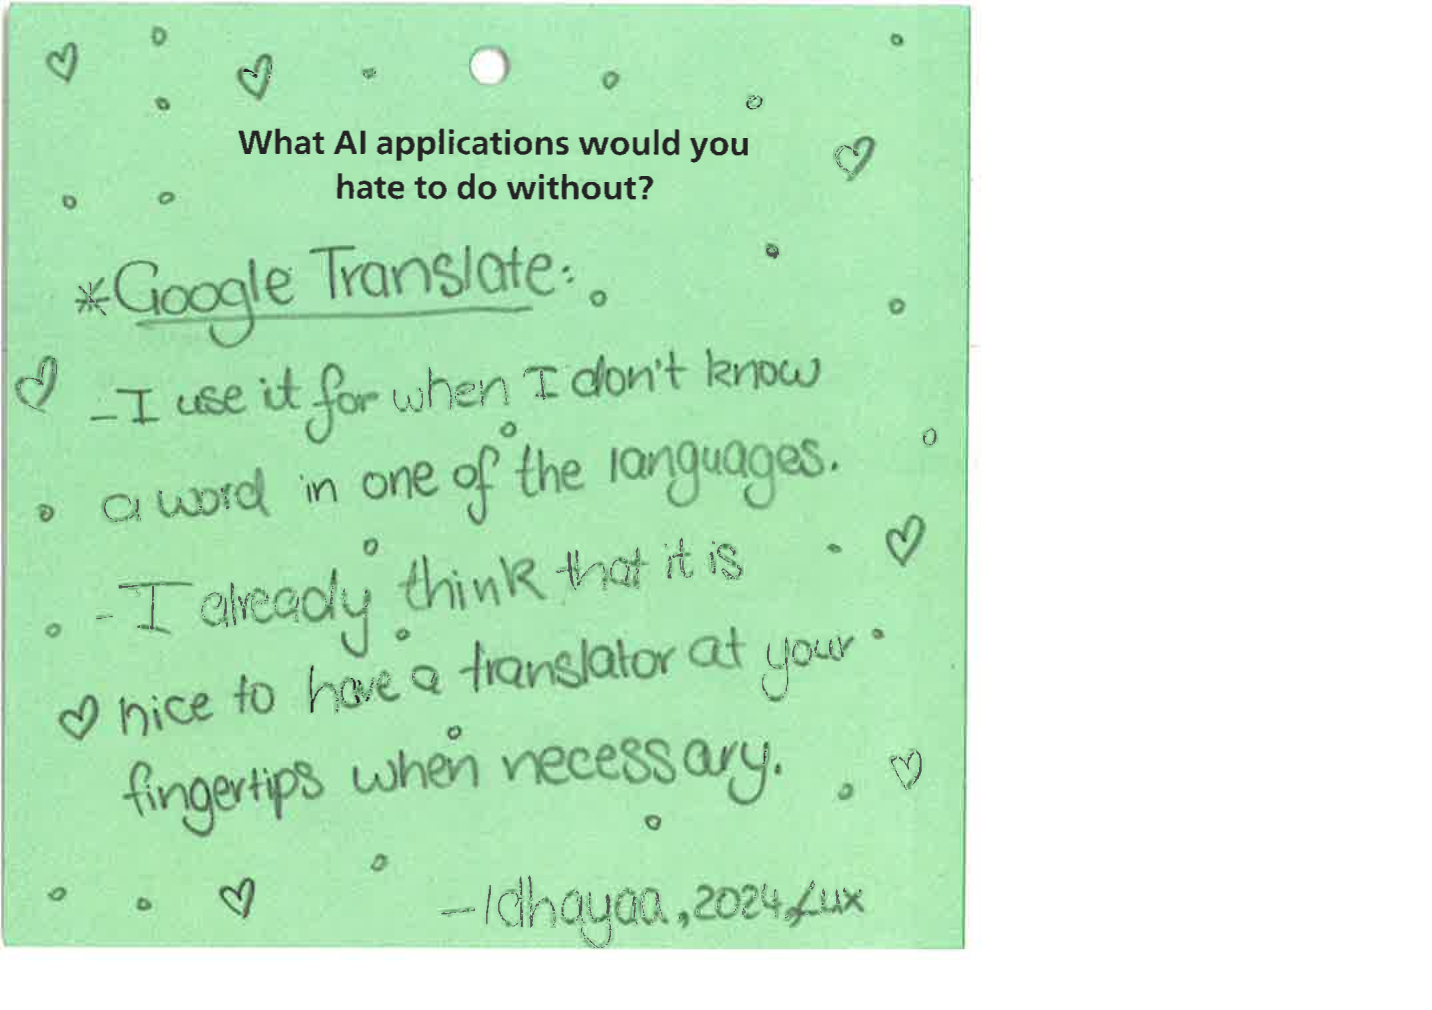 What AI applications would you
hate to do without?
*Google Translate:
-I use it for when I don't know
a word in one of the languages.
-I already think that it is
nice to have a translator at your
fingertips when necessary.
-Idhayaa, 2024, Lux